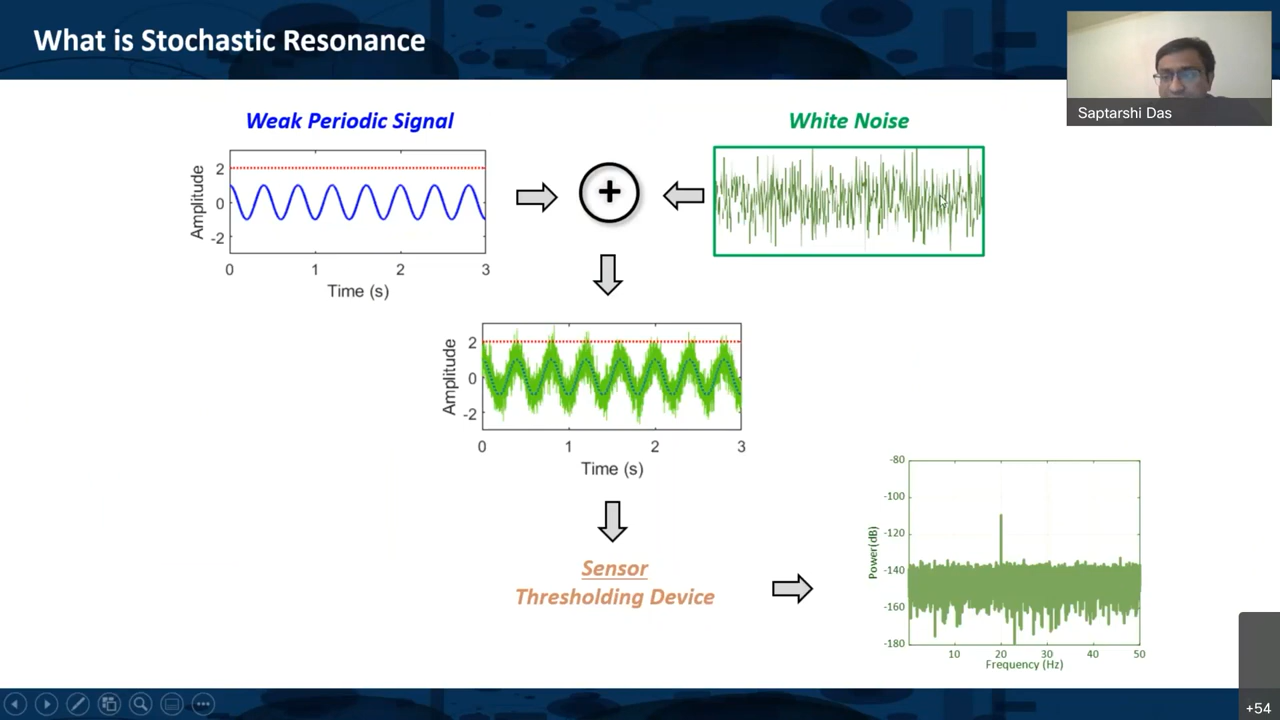 What is Stochastic Resonance
Saptarshi Das
Weak Periodic Signal
White Noise
Amplitude
2
0
-2
0 1 2 3
Time (s)
+
Amplitude
2
0
-2
0 1 2 3
Time (s)
Sensor
Thresholding Device
Power(dB)
-80
-100
-120
-140
-160
-180
10 20 30 40 50
Frequency (Hz)
+54